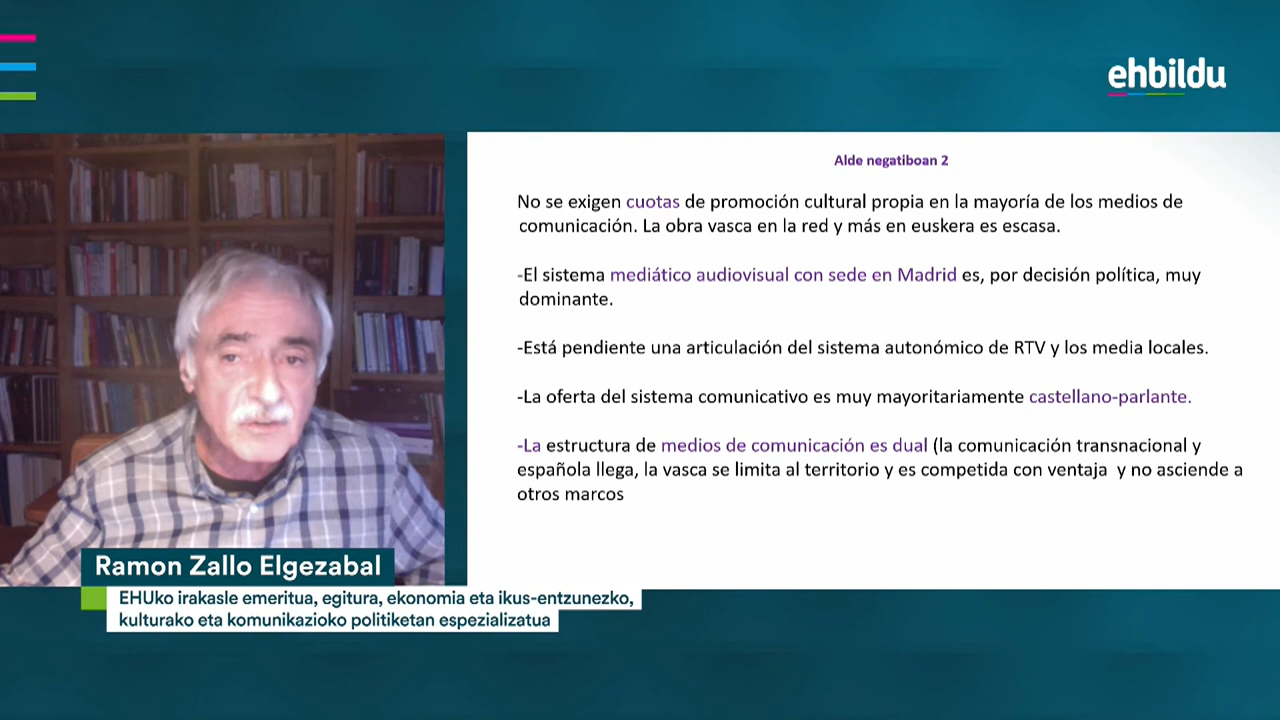 ehbildu
Alde negatiboan 2
No se exigen cuotas de promoción cultural propia en la mayoría de los medios de
comunicación. La obra vasca en la red y más en euskera es escasa.
-El sistema mediático audiovisual con sede en Madrid es, por decisión política, muy
dominante.
-Está pendiente una articulación del sistema autonómico de RTV y los media locales.
-La oferta del sistema comunicativo es muy mayoritariamente castellano-parlante.
-La estructura de medios de comunicación es dual (la comunicación transnacional y
española llega, la vasca se limita al territorio y es competida con ventaja  y no asciende a
otros marcos
Ramon Zallo Elgezabal
EHUko irakasle emeritua, egitura, ekonomia eta ikus-entzunezko,
kulturako eta komunikazioko politiketan espezializatua